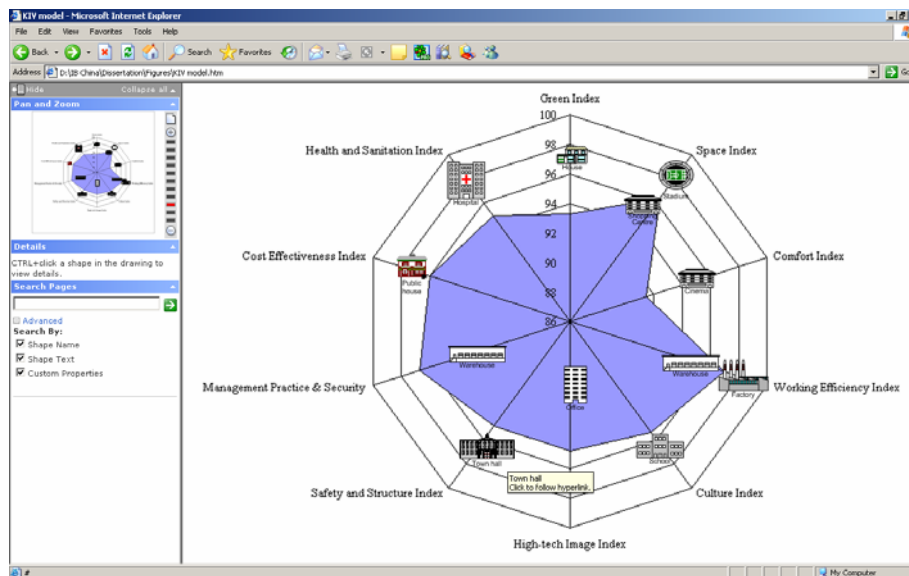 KIV model - Microsoft Internet Explorer
File Edit View Favorites Tools Help
Back Search Favorites
Address D:\IB China\Dissertation\Figures\KIV model.htm Go
Hide Collapse all
Pan and Zoom
Details
CTRL+click a shape in the drawing to
view details.
Search Pages
Advanced
Search By:
Shape Name
Shape Text
Custom Properties
Green Index
100
Health and Sanitation Index
Space Index
98
House
96
Stadium
Hospital
94
Shopping
Centre
92
Cost Effectiveness Index
Comfort Index
90
Public
house
Cinema
88
86
Warehouse
Warehouse
Management Practice & Security
Working Efficiency Index
Factory
Office
Town hall
School
Town hall
Click to follow hyperlink.
Safety and Structure Index
Culture Index
High-tech Image Index
My Computer